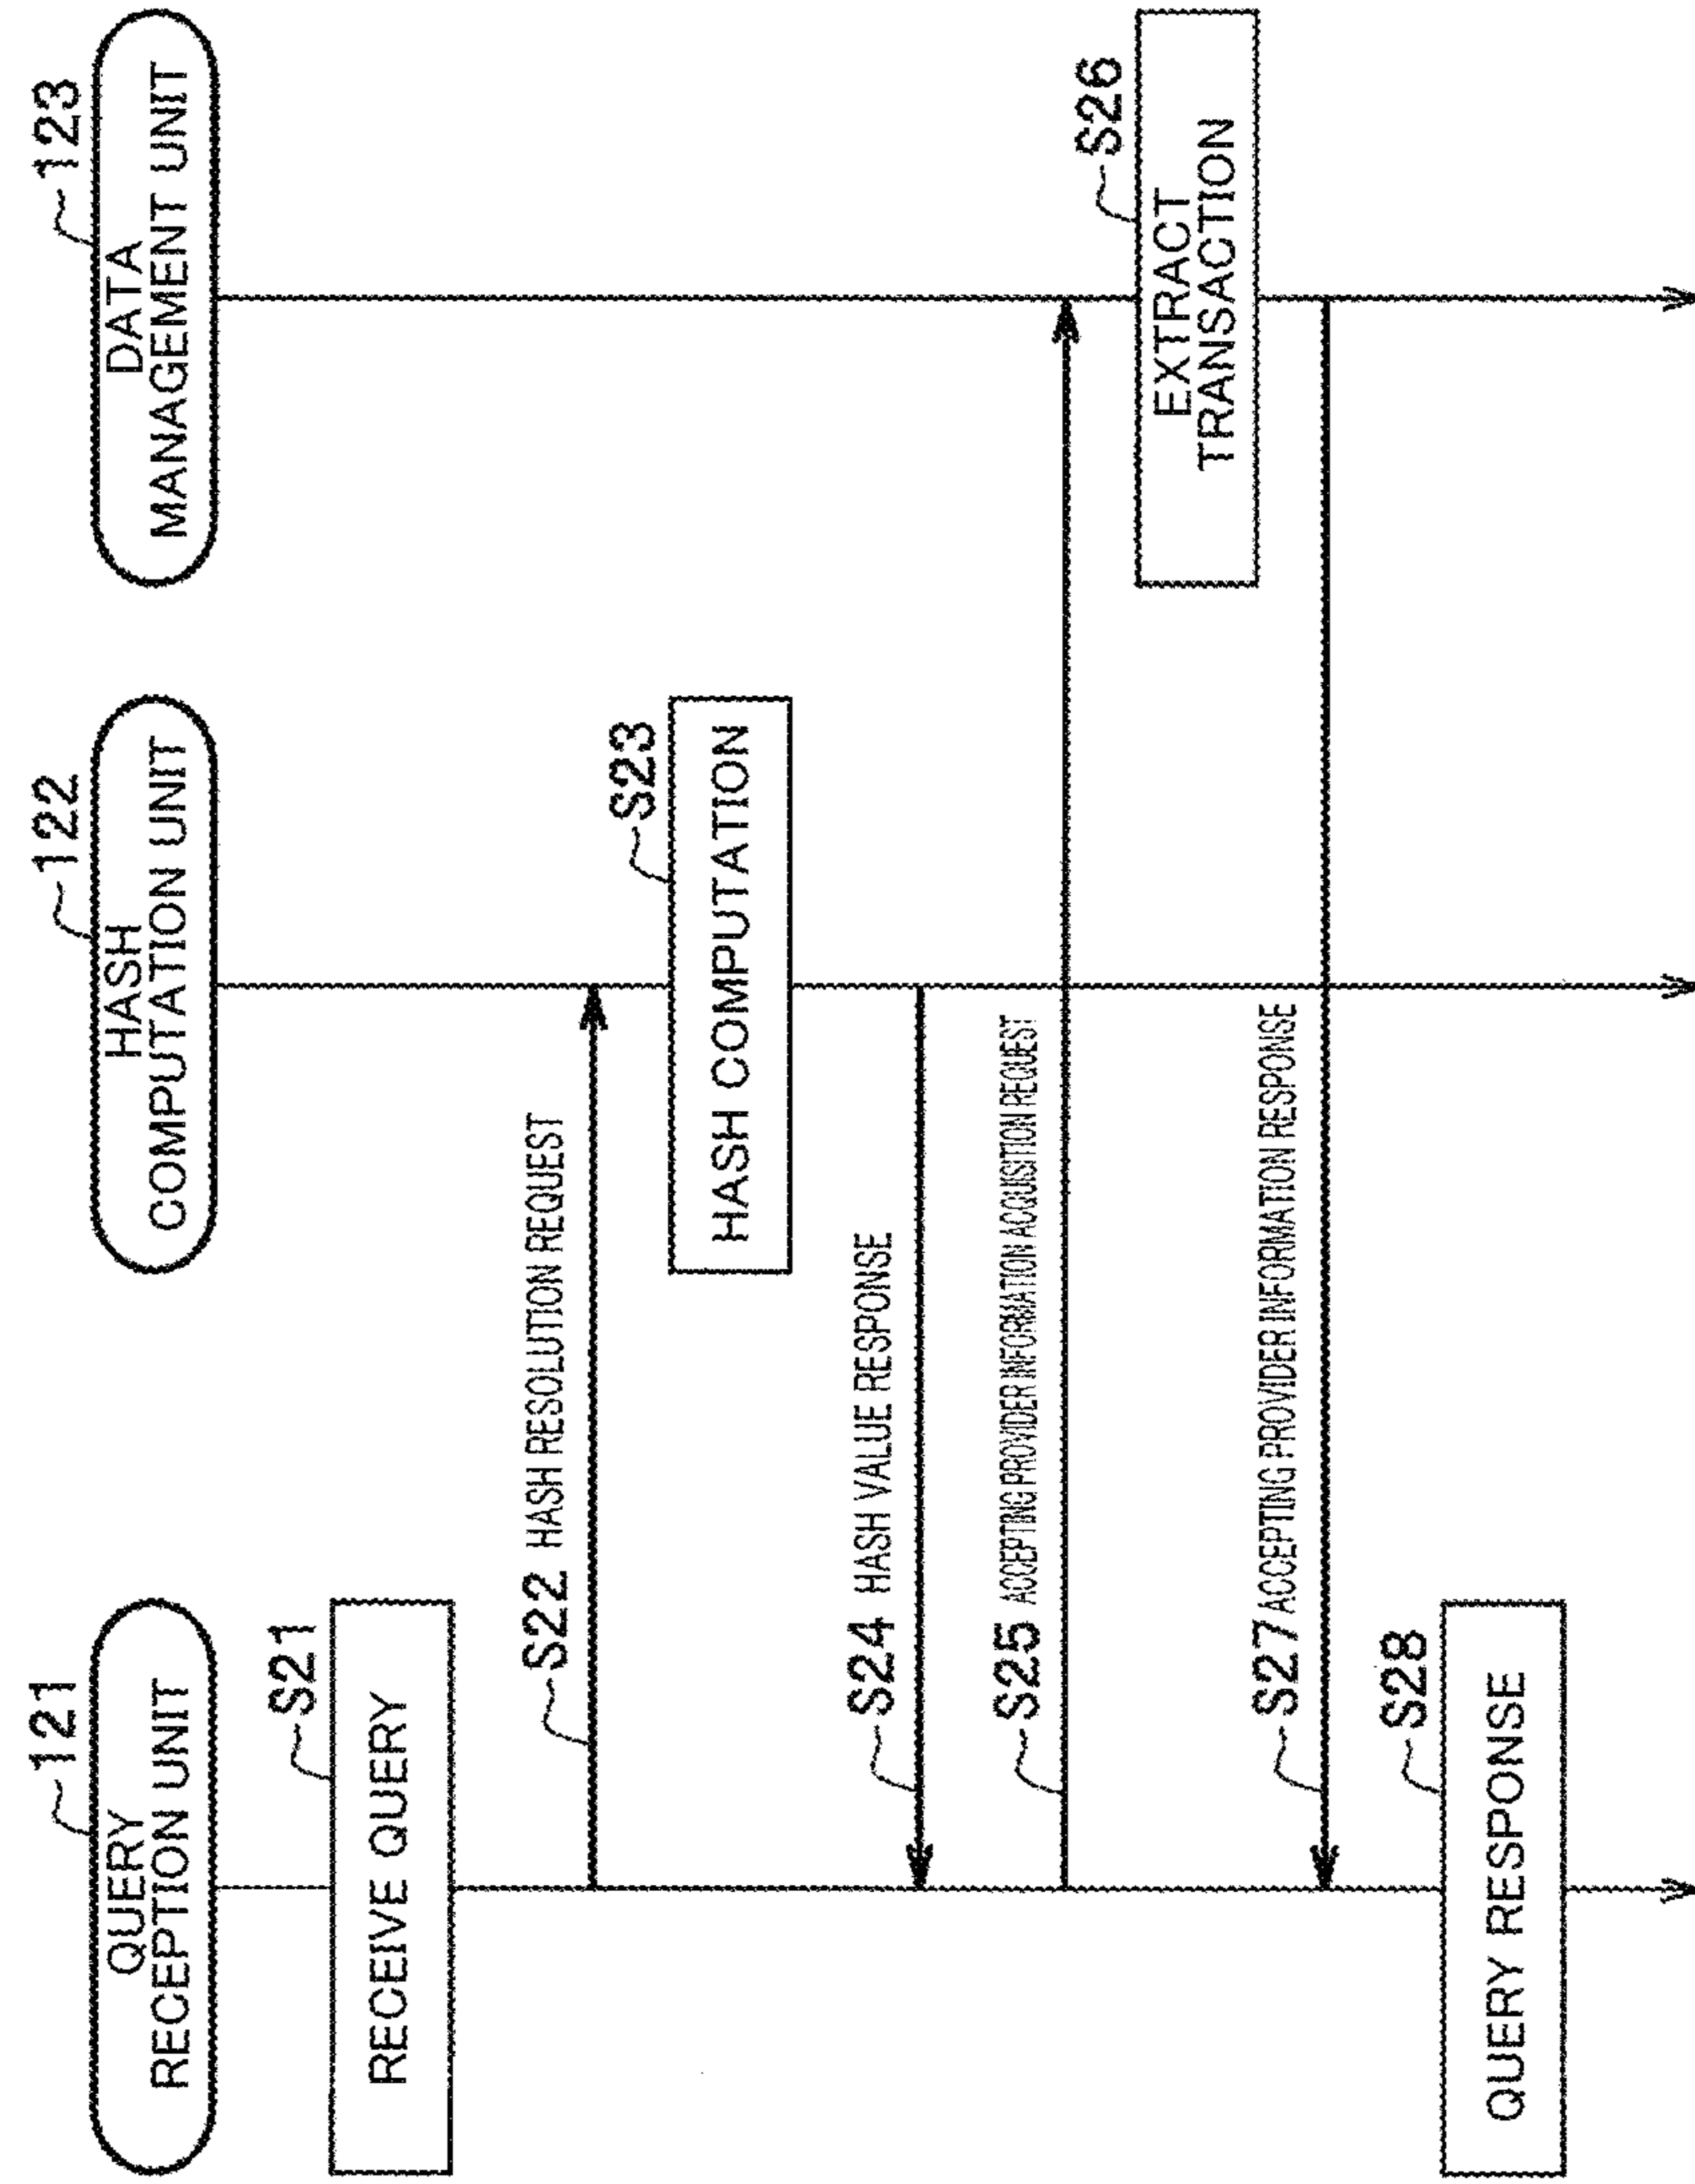 121
QUERY
RECEPTION UNIT
122
HASH
COMPUTATION UNIT
123
DATA
MANAGEMENT UNIT
S21
RECEIVE QUERY
S22 HASH RESOLUTION REQUEST
S23
HASH COMPUTATION
S24 HASH VALUE RESPONSE
S25 ACCEPTING PROVIDER INFORMATION ACQUISITION REQUEST
S26
EXTRACT
TRANSACTION
S27 ACCEPTING PROVIDER INFORMATION RESPONSE
S28
QUERY RESPONSE